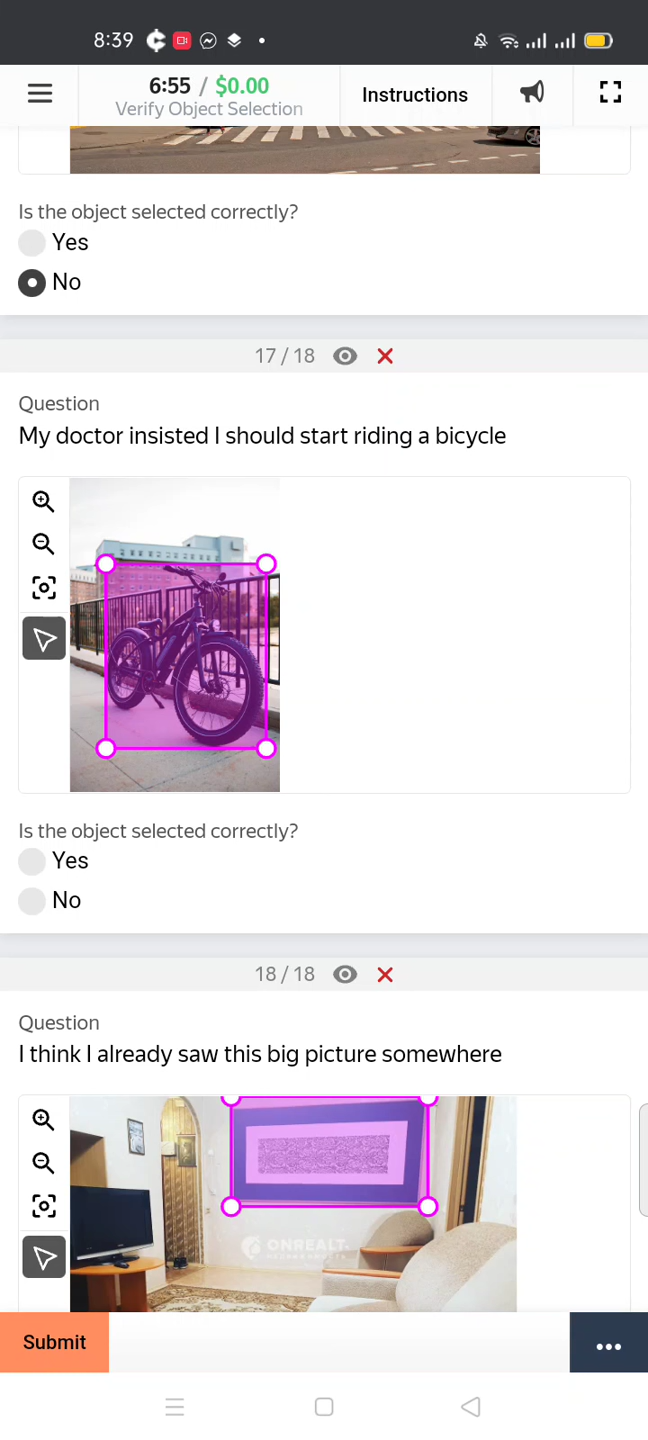 8:39
6:55 / $0.00
Verify Object Selection
Instructions
Is the object selected correctly?
Yes
No
17 / 18
Question
My doctor insisted I should start riding a bicycle
Is the object selected correctly?
Yes
No
18 / 18
Question
I think I already saw this big picture somewhere
ONREALT
Submit